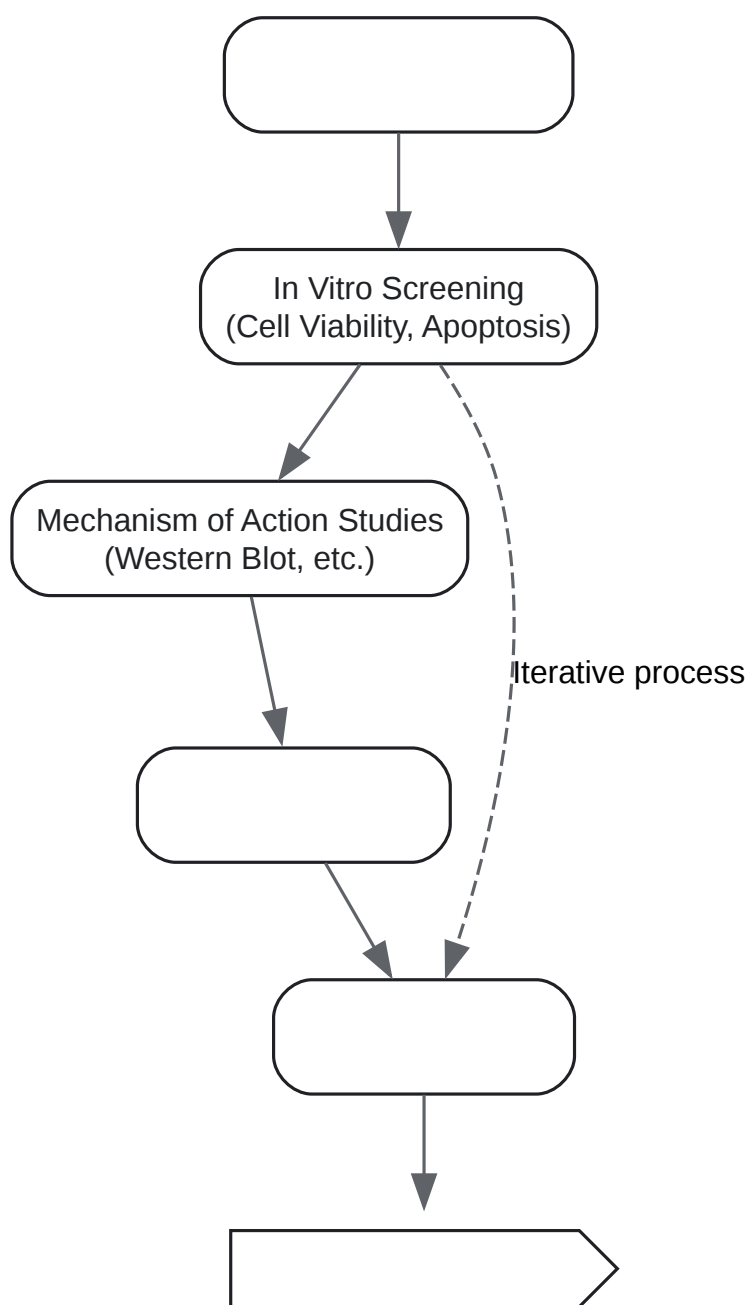 In Vitro Screening
(Cell Viability, Apoptosis)
Mechanism of Action Studies
(Western Blot, etc.)
Iterative process